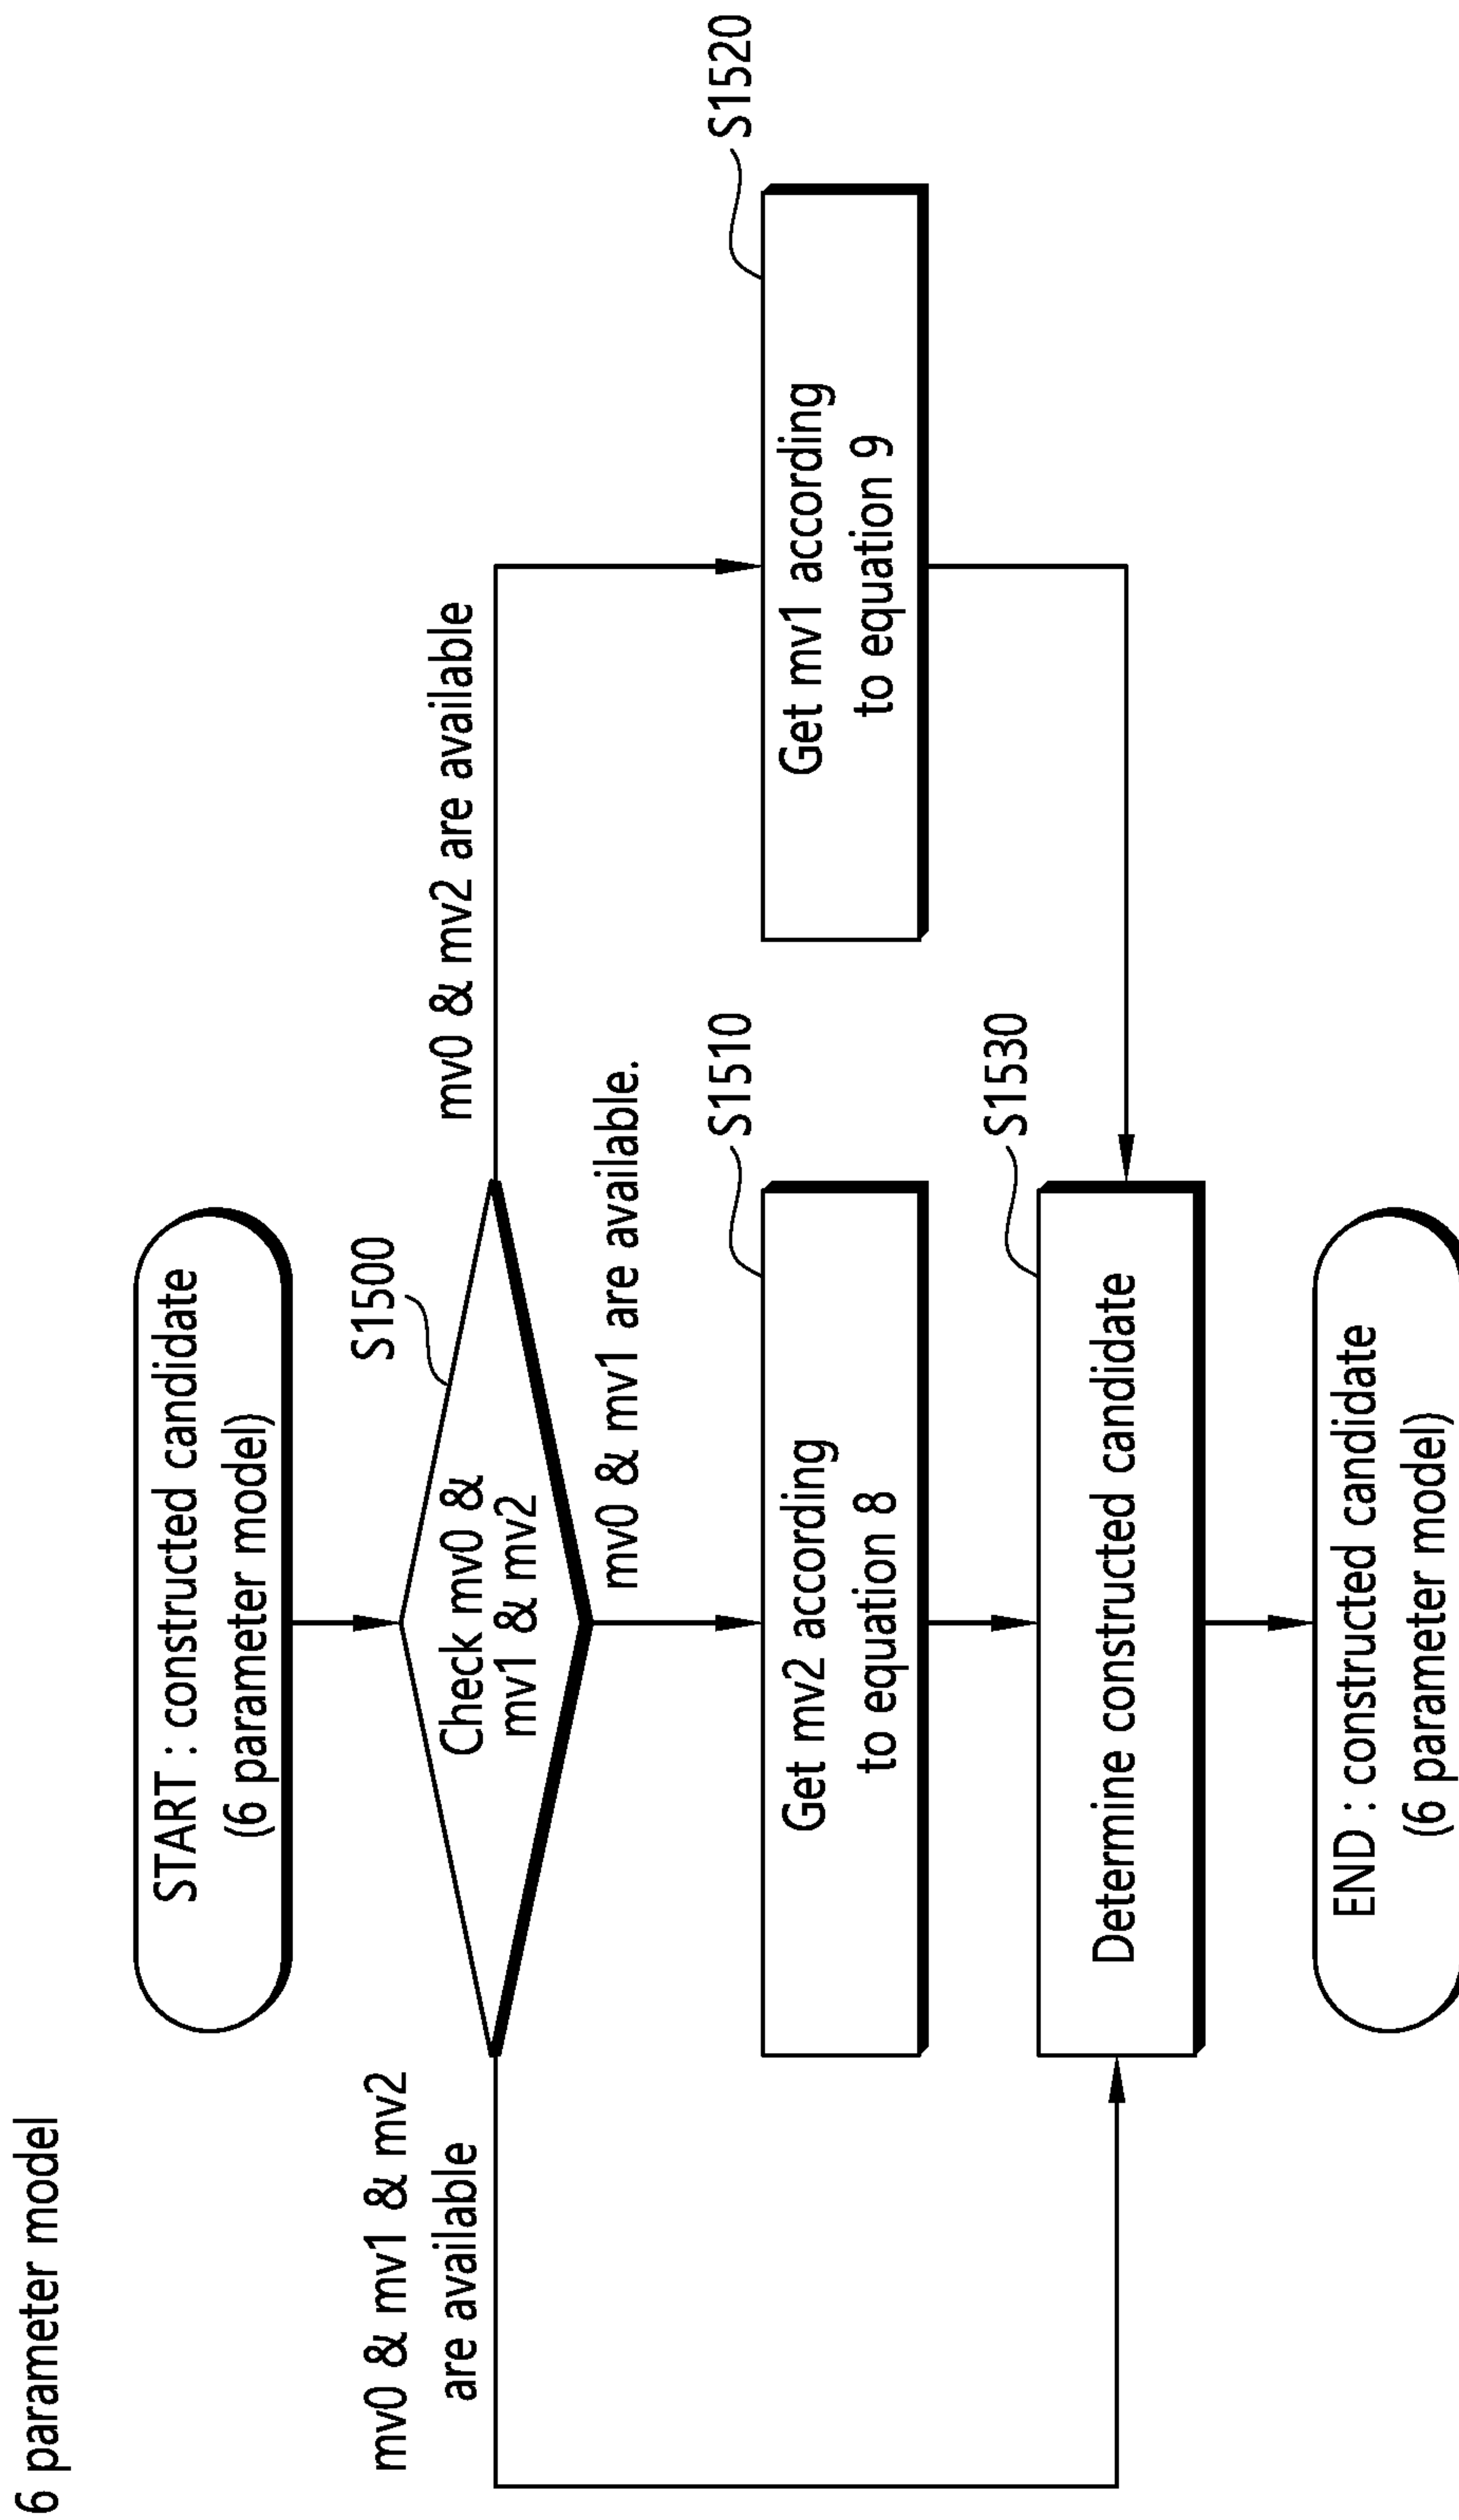 6 parameter model
START : constructed candidate
(6 parameter model)
S1500
Check mv0 &
mv1 & mv2
mv0 & mv1 & mv2
are available
mv0 & mv2 are available
mv0 & mv1 are available.
S1510
Get mv2 according
to equation 8
S1520
Get mv1 according
to equation 9
S1530
Determine constructed candidate
END : constructed candidate
(6 parameter model)